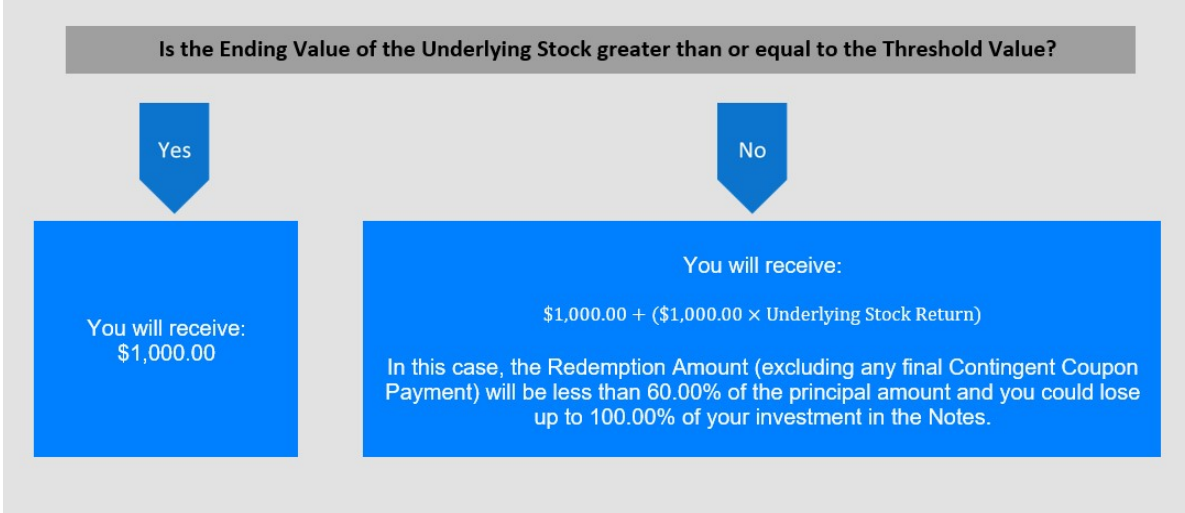 Is the Ending Value of the Underlying Stock greater than or equal to the Threshold Value?
Yes
No
You will receive:
$1,000.00
You will receive:
$1,000.00 + ($1,000.00 × Underlying Stock Return)
In this case, the Redemption Amount (excluding any final Contingent Coupon
Payment) will be less than 60.00% of the principal amount and you could lose
up to 100.00% of your investment in the Notes.